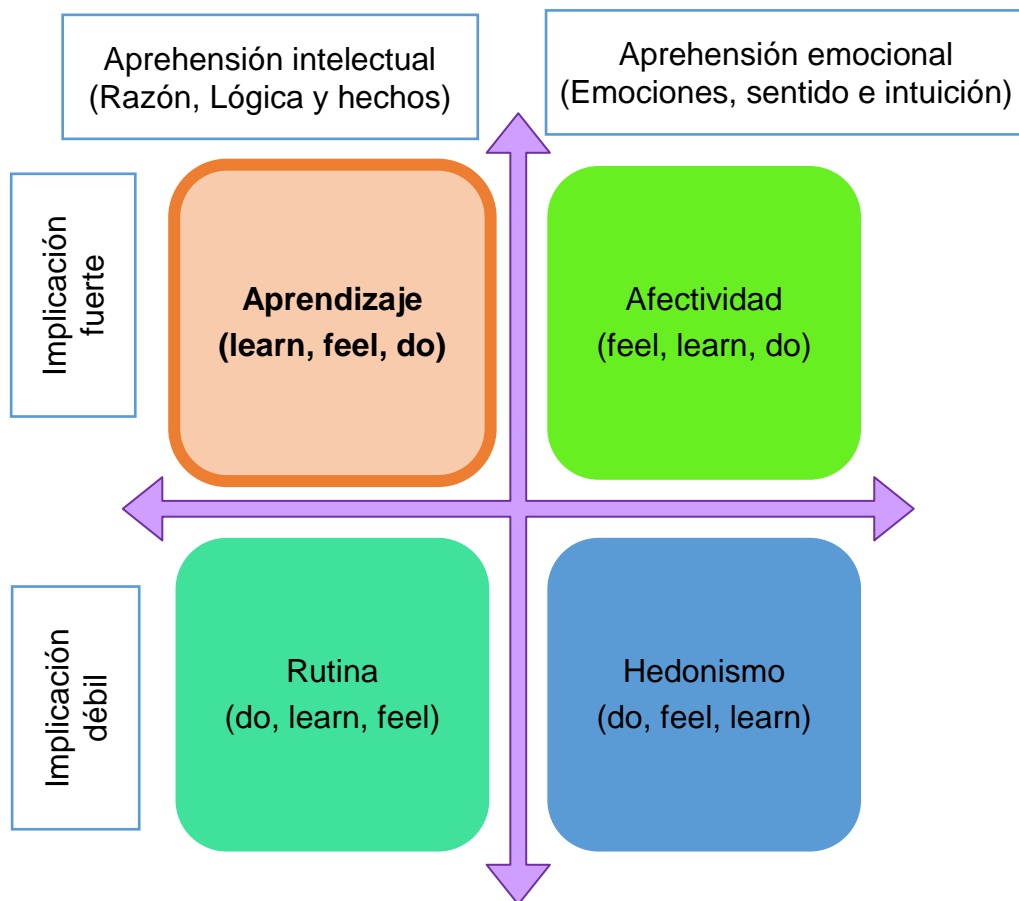 Aprehensión intelectual
(Razón, Lógica y hechos)
Aprehensión emocional
(Emociones, sentido e intuición)
Implicación
fuerte
Aprendizaje
(learn, feel, do)
Afectividad
(feel, learn, do)
Implicación
débil
Rutina
(do, learn, feel)
Hedonismo
(do, feel, learn)